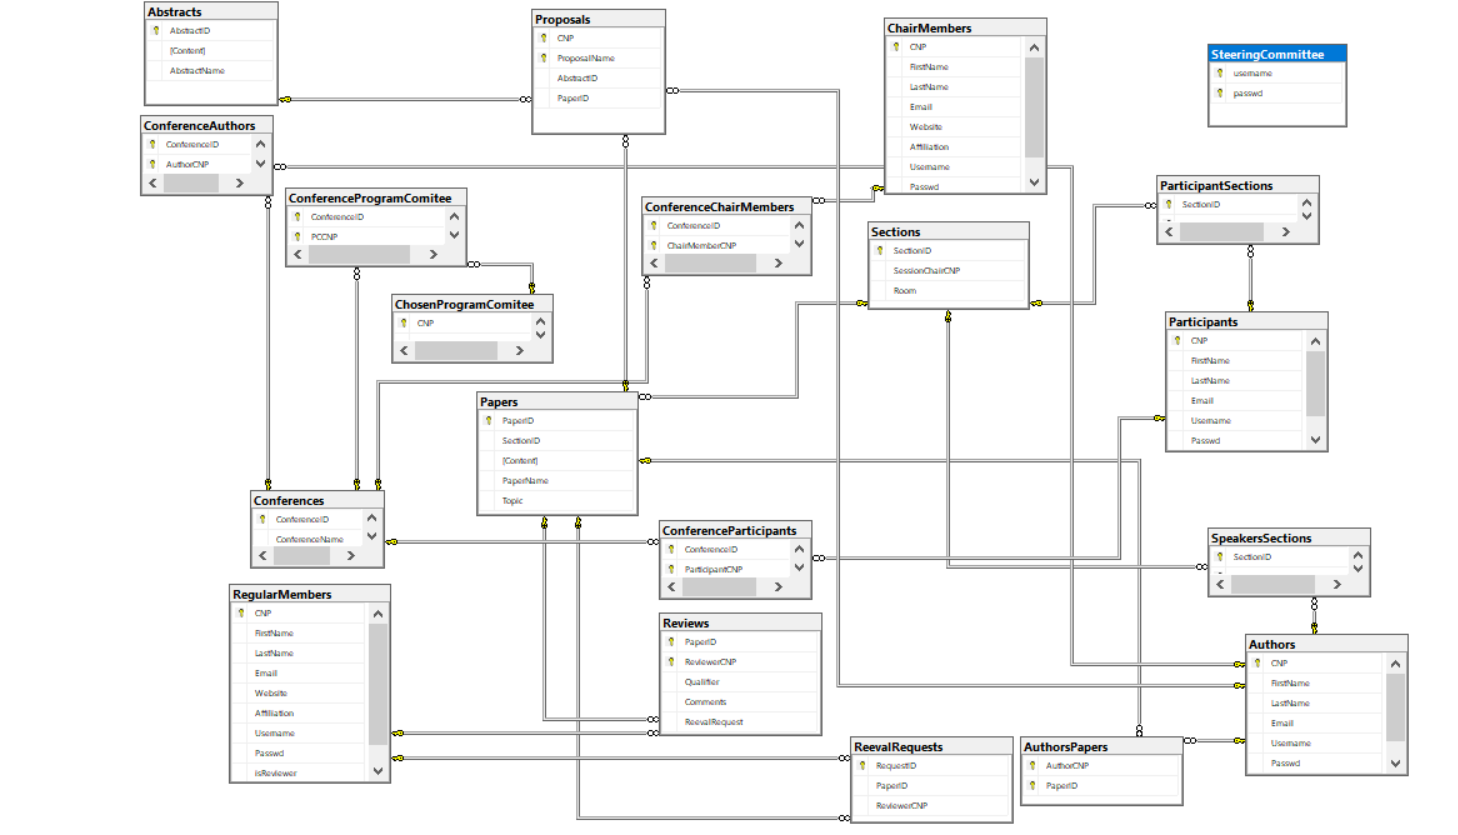 Abstracts
AbstractID
[Content]
AbstractName
Proposals
CNP
ProposalName
AbstractID
PaperID
ChairMembers
CNP
FirstName
LastName
Email
Website
Affiliation
Username
Passwd
SteeringCommittee
username
passwd
ConferenceAuthors
ConferenceID
AuthorCNP
ConferenceProgramComitee
ConferenceID
PCCNP
ConferenceChairMembers
ConferenceID
ChairMemberCNP
Sections
SectionID
SessionChairCNP
Room
ParticipantSections
SectionID
ChosenProgramComitee
CNP
Participants
CNP
FirstName
LastName
Email
Username
Passwd
Papers
PaperID
SectionID
[Content]
PaperName
Topic
Conferences
ConferenceID
ConferenceName
ConferenceParticipants
ConferenceID
ParticipantCNP
SpeakersSections
SectionID
RegularMembers
CNP
FirstName
LastName
Email
Website
Affiliation
Username
Passwd
isReviewer
Reviews
PaperID
ReviewerCNP
Qualifier
Comments
ReevalRequest
Authors
CNP
FirstName
LastName
Email
Username
Passwd
ReevalRequests
RequestID
PaperID
ReviewerCNP
AuthorsPapers
AuthorCNP
PaperID